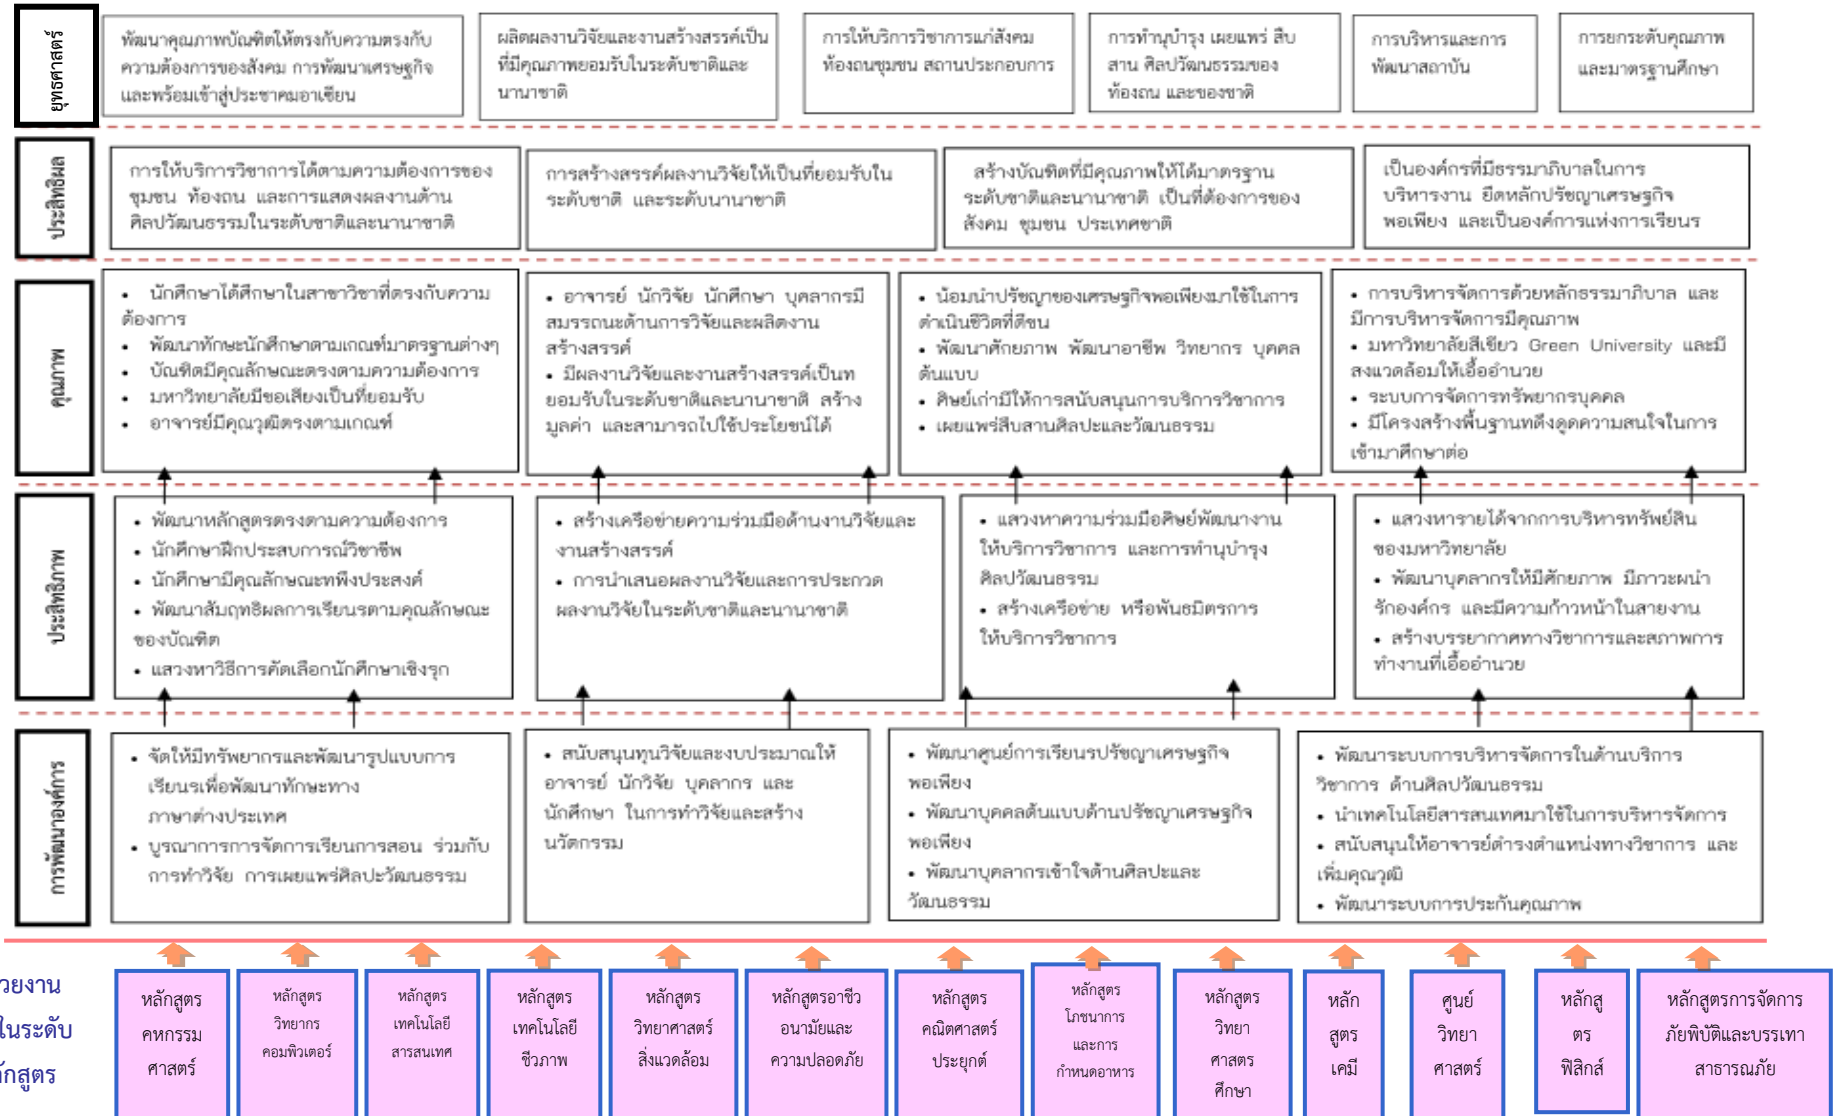 ยุทธศาสตร์
พัฒนาคุณภาพบัณฑิตให้ตรงกับความตรงกับ
ความต้องการของสังคม การพัฒนาเศรษฐกิจ
และพร้อมเข้าสู่ประชาคมอาเซียน
ผลิตผลงานวิจัยและงานสร้างสรรค์เป็น
ที่มีคุณภาพยอมรับในระดับชาติและ
นานาชาติ
การให้บริการวิชาการแก่สังคม
ท้องถนชุมชน สถานประกอบการ
การทำนุบำรุง เผยแพร่ สืบ
สาน ศิลปวัฒนธรรมของ
ท้องถน และของชาติ
การบริหารและการ
พัฒนาสถาบัน
การยกระดับคุณภาพ
และมาตรฐานศึกษา
ประสิทธิผล
การให้บริการวิชาการได้ตามความต้องการของ
ชุมชน ท้องถน และการแสดงผลงานด้าน
ศิลปวัฒนธรรมในระดับชาติและนานาชาติ
การสร้างสรรค์ผลงานวิจัยให้เป็นที่ยอมรับใน
ระดับชาติ และระดับนานาชาติ
สร้างบัณฑิตที่มีคุณภาพให้ได้มาตรฐาน
ระดับชาติและนานาชาติ เป็นที่ต้องการของ
สังคม ชุมชน ประเทศชาติ
เป็นองค์กรที่มีธรรมาภิบาลในการ
บริหารงาน ยึดหลักปรัชญาเศรษฐกิจ
พอเพียง และเป็นองค์การแห่งการเรียนร
คุณภาพ
• นักศึกษาได้ศึกษาในสาขาวิชาที่ตรงกับความ
ต้องการ
• พัฒนาทักษะนักศึกษาตามเกณฑ์มาตรฐานต่างๆ
• บัณฑิตมีคุณลักษณะตรงตามความต้องการ
• มหาวิทยาลัยมีขอเสียงเป็นที่ยอมรับ
• อาจารย์มีคุณวุฒิตรงตามเกณฑ์
• อาจารย์ นักวิจัย นักศึกษา บุคลากรมี
สมรรถนะด้านการวิจัยและผลิตงาน
สร้างสรรค์
• มีผลงานวิจัยและงานสร้างสรรค์เป็นท
ยอมรับในระดับชาติและนานาชาติ สร้าง
มูลค่า และสามารถไปใช้ประโยชน์ได้
• น้อมนำปรัชญาของเศรษฐกิจพอเพียงมาใช้ในการ
ดำเนินชีวิตที่ดีขน
• พัฒนาศักยภาพ พัฒนาอาชีพ วิทยากร บุคคล
ต้นแบบ
• ศิษย์เก่ามีให้การสนับสนุนการบริการวิชาการ
• เผยแพร่สืบสานศิลปะและวัฒนธรรม
• การบริหารจัดการด้วยหลักธรรมาภิบาล และ
มีการบริหารจัดการมีคุณภาพ
• มหาวิทยาลัยสีเขียว Green University และมี
สงแวดล้อมให้เอื้ออำนวย
• ระบบการจัดการทรัพยากรบุคคล
• มีโครงสร้างพื้นฐานทดึงดูดความสนใจในการ
เข้ามาศึกษาต่อ
ประสิทธิภาพ
• พัฒนาหลักสูตรตรงตามความต้องการ
• นักศึกษาฝึกประสบการณ์วิชาชีพ
• นักศึกษามีคุณลักษณะทพึงประสงค์
• พัฒนาสัมฤทธิผลการเรียนรตามคุณลักษณะ
ของบัณฑิต
• แสวงหาวิธีการคัดเลือกนักศึกษาเชิงรุก
• สร้างเครือข่ายความร่วมมือด้านงานวิจัยและ
งานสร้างสรรค์
• การนำเสนอผลงานวิจัยและการประกวด
ผลงานวิจัยในระดับชาติและนานาชาติ
• แสวงหาความร่วมมือศิษย์พัฒนางาน
ให้บริการวิชาการ และการทำนุบำรุง
ศิลปวัฒนธรรม
• สร้างเครือข่าย หรือพันธมิตรการ
ให้บริการวิชาการ
• แสวงหารายได้จากการบริหารทรัพย์สิน
ของมหาวิทยาลัย
• พัฒนาบุคลากรให้มีศักยภาพ มีภาวะผนำ
รักองค์กร และมีความก้าวหน้าในสายงาน
• สร้างบรรยากาศทางวิชาการและสภาพการ
ทำงานที่เอื้ออำนวย
การพัฒนาองค์การ
• จัดให้มีทรัพยากรและพัฒนารูปแบบการ
เรียนรเพื่อพัฒนาทักษะทาง
ภาษาต่างประเทศ
• บูรณาการการจัดการเรียนการสอน ร่วมกับ
การทำวิจัย การเผยแพร่ศิลปะวัฒนธรรม
• สนับสนุนทุนวิจัยและงบประมาณให้
อาจารย์ นักวิจัย บุคลากร และ
นักศึกษา ในการทำวิจัยและสร้าง
นวัตกรรม
• พัฒนาศูนย์การเรียนรปรัชญาเศรษฐกิจ
พอเพียง
• พัฒนาบุคคลต้นแบบด้านปรัชญาเศรษฐกิจ
พอเพียง
• พัฒนาบุคลากรเข้าใจด้านศิลปะและ
วัฒนธรรม
• พัฒนาระบบการบริหารจัดการในด้านบริการ
วิชาการ ด้านศิลปวัฒนธรรม
• นำเทคโนโลยีสารสนเทศมาใช้ในการบริหารจัดการ
• สนับสนุนให้อาจารย์ดำรงตำแหน่งทางวิชาการ และ
เพิ่มคุณวุฒิ
• พัฒนาระบบการประกันคุณภาพ
วยงาน
ในระดับ
ักสูตร
หลักสูตร
คหกรรม
ศาสตร์
หลักสูตร
วิทยากร
คอมพิวเตอร์
หลักสูตร
เทคโนโลยี
สารสนเทศ
หลักสูตร
เทคโนโลยี
ชีวภาพ
หลักสูตร
วิทยาศาสตร์
สิ่งแวดล้อม
หลักสูตรอาชีว
อนามัยและ
ความปลอดภัย
หลักสูตร
คณิตศาสตร์
ประยุกต์
หลักสูตร
โภชนาการ
และการ
กำหนดอาหาร
หลักสูตร
วิทยา
ศาสตร
ศึกษา
หลัก
สูตร
เคมี
ศูนย์
วิทยา
ศาสตร์
หลักสู
ตร
ฟิสิกส์
หลักสูตรการจัดการ
ภัยพิบัติและบรรเทา
สาธารณภัย